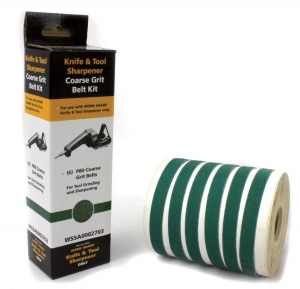 Knife & Tool
Sharpener
Coarse Grit
Belt Kit
For use with WORK SHARP
Knife & Tool Sharpener only
- (6) P80 Coarse
Grit Belts
For Tool Grinding
and Sharpening
WSSA0002703
Knife & Tool
Sharpener
ONLY